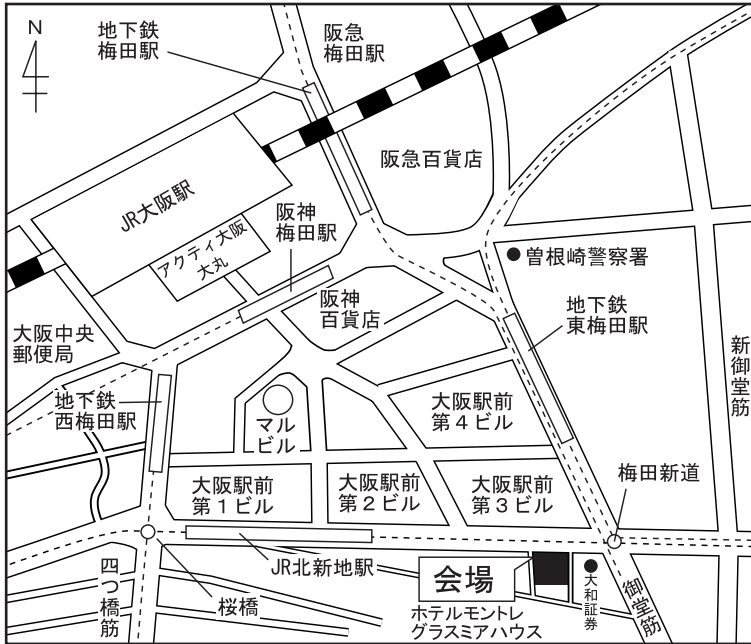 N
地下鉄
梅田駅
阪急
梅田駅
阪急百貨店
JR大阪駅
アクティ大阪
大丸
阪神
梅田駅
曽根崎警察署
大阪中央
郵便局
阪神
百貨店
地下鉄
東梅田駅
新御堂筋
地下鉄
西梅田駅
マル
ビル
大阪駅前
第4ビル
大阪駅前
第1ビル
大阪駅前
第2ビル
大阪駅前
第3ビル
梅田新道
四つ橋筋
桜橋
JR北新地駅
会場
ホテルモントレ
グラスミアハウス
大和証券
御堂筋